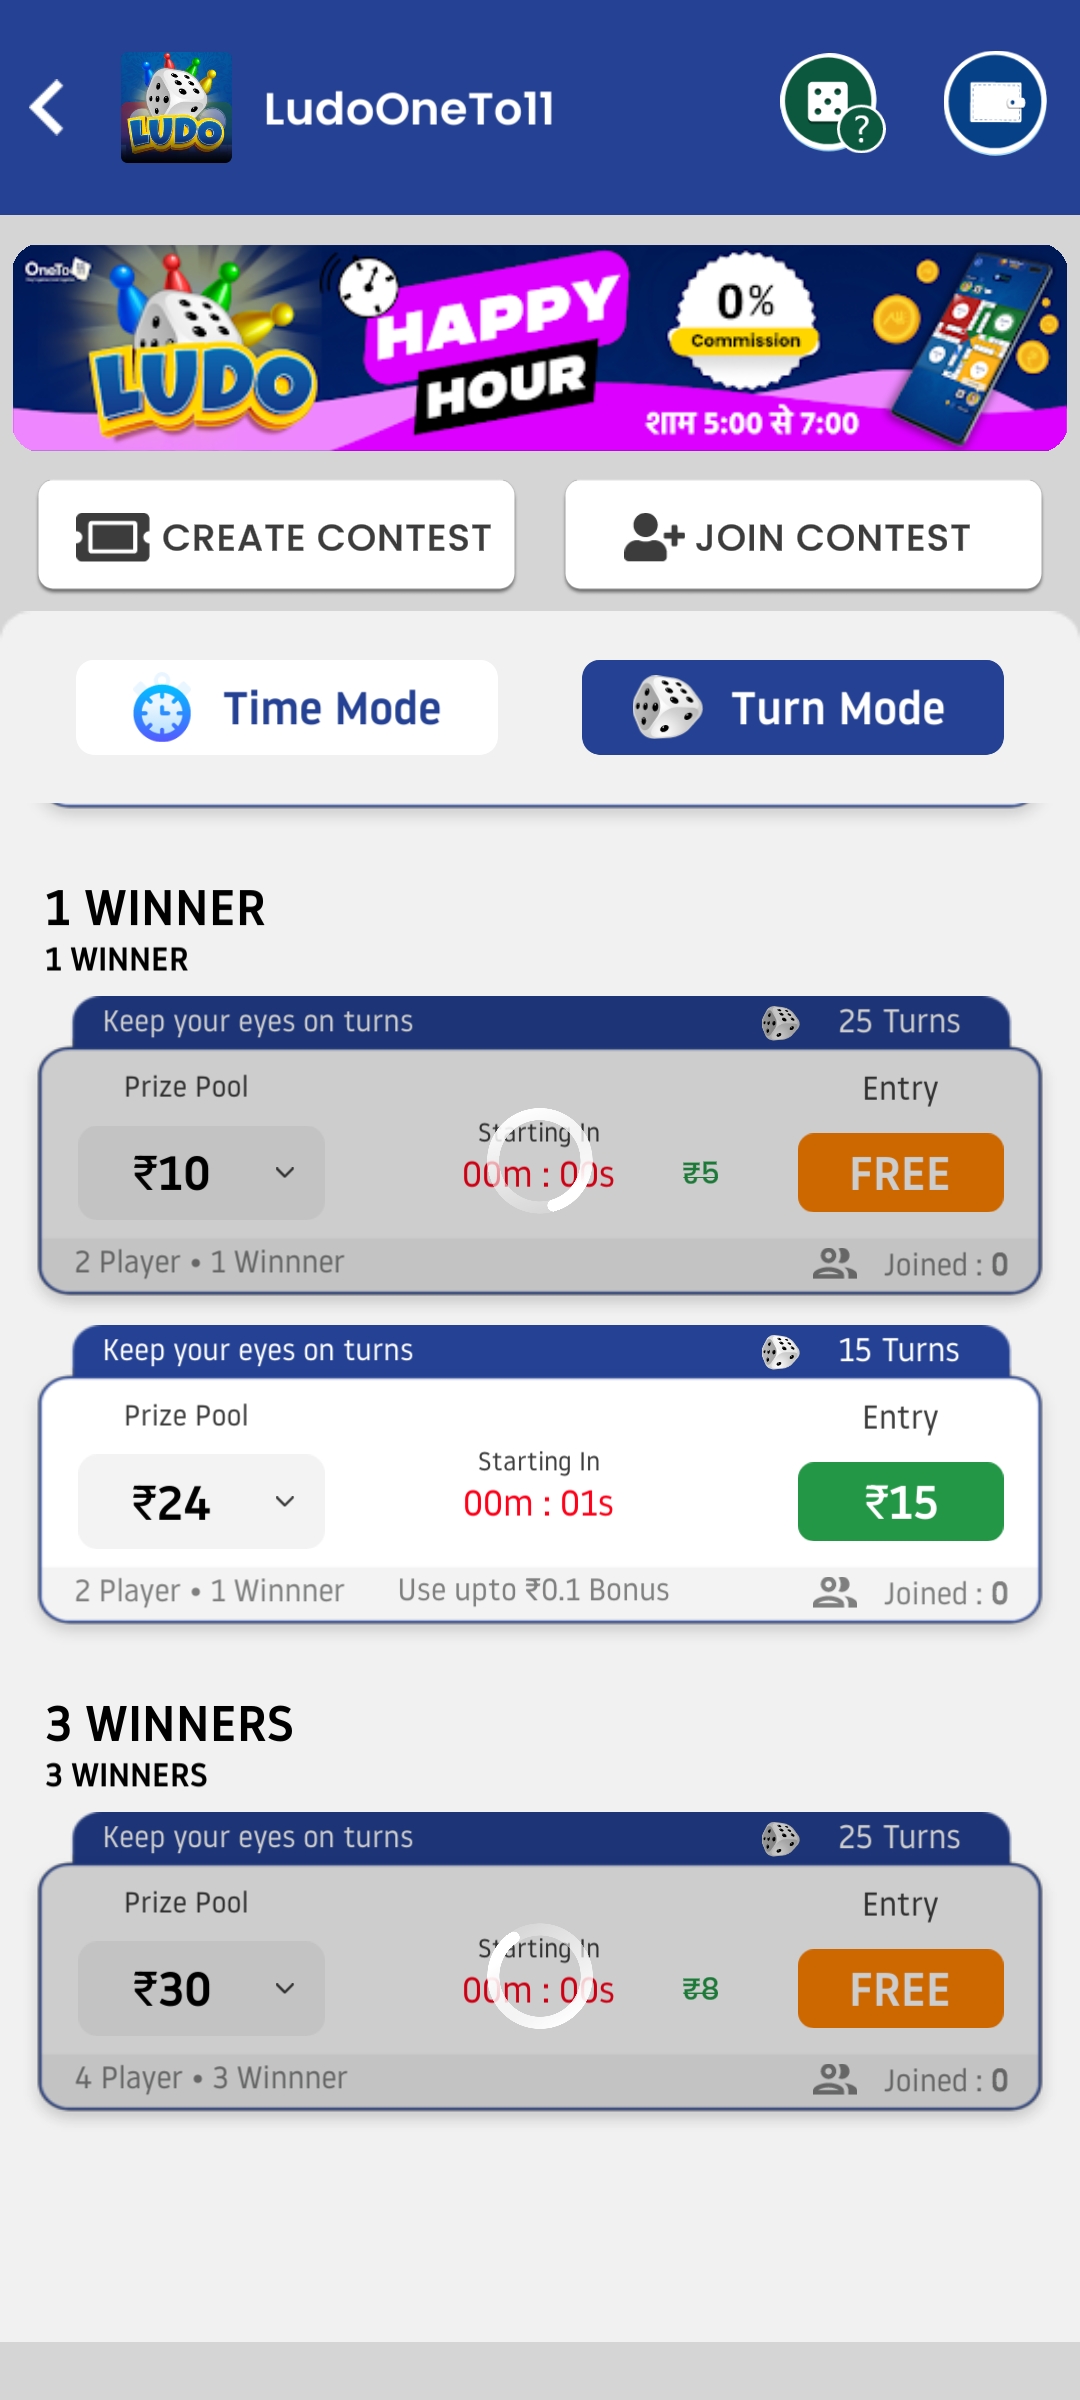 LUDO
LudoOneTo11
?
OneTo
LUDO
HAPPY
HOUR
0%
Commission
शाम 5:00 से 7:00
CREATE CONTEST
JOIN CONTEST
Time Mode
Turn Mode
1 WINNER
1 WINNER
Keep your eyes on turns 25 Turns
Prize Pool Entry
Starting In
₹10 00m : 00s ₹5 FREE
2 Player • 1 Winnner Joined : 0
Keep your eyes on turns 15 Turns
Prize Pool Entry
Starting In
₹24 00m : 01s ₹15
2 Player • 1 Winnner Use upto ₹0.1 Bonus Joined : 0
3 WINNERS
3 WINNERS
Keep your eyes on turns 25 Turns
Prize Pool Entry
Starting In
₹30 00m : 00s ₹8 FREE
4 Player • 3 Winnner Joined : 0